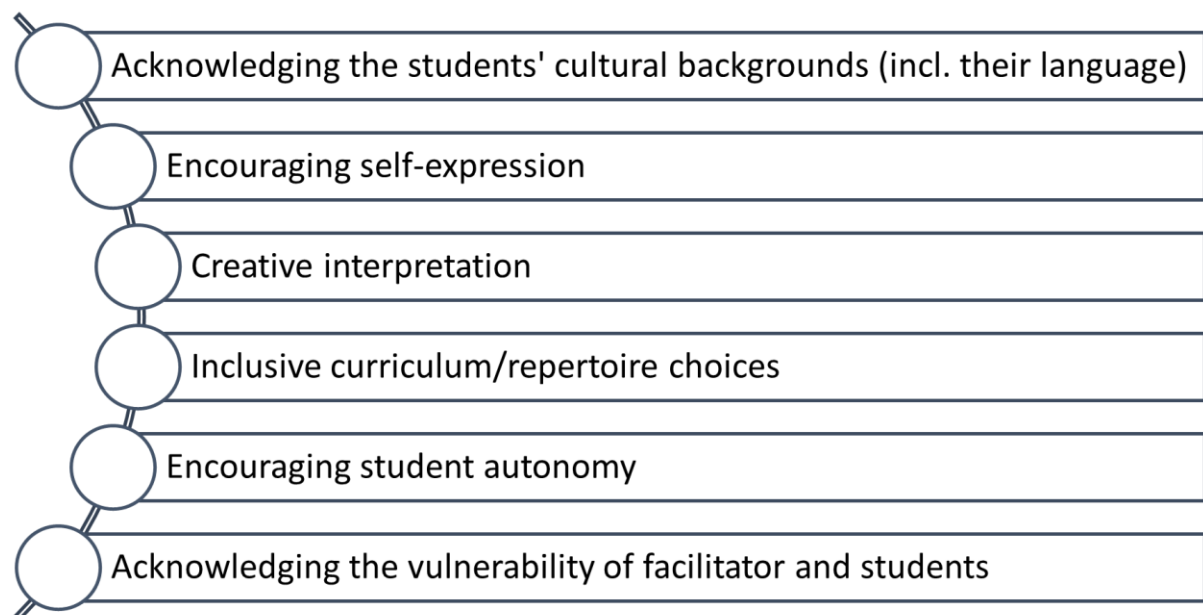 Acknowledging the students' cultural backgrounds (incl. their language)
Encouraging self-expression
Creative interpretation
Inclusive curriculum/repertoire choices
Encouraging student autonomy
Acknowledging the vulnerability of facilitator and students